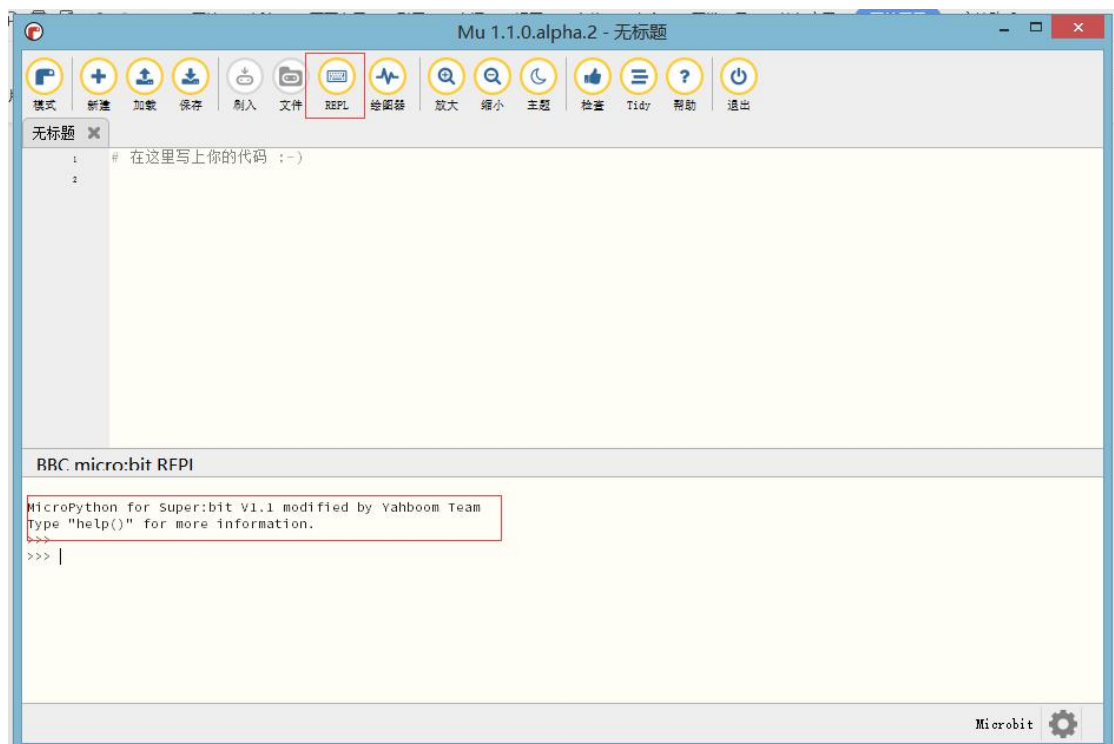 Mu 1.1.0.alpha.2 - 无标题
模式 新建 加载 保存 刷入 文件 REPL 绘图器 放大 缩小 主题 检查 Tidy 帮助 退出
无标题
1 # 在这里写上你的代码 :-)
2
BBC micro:bit REPL
MicroPython for Super:bit V1.1 modified by Yahboom Team
Type "help()" for more information.
>>>
>>>
Microbit